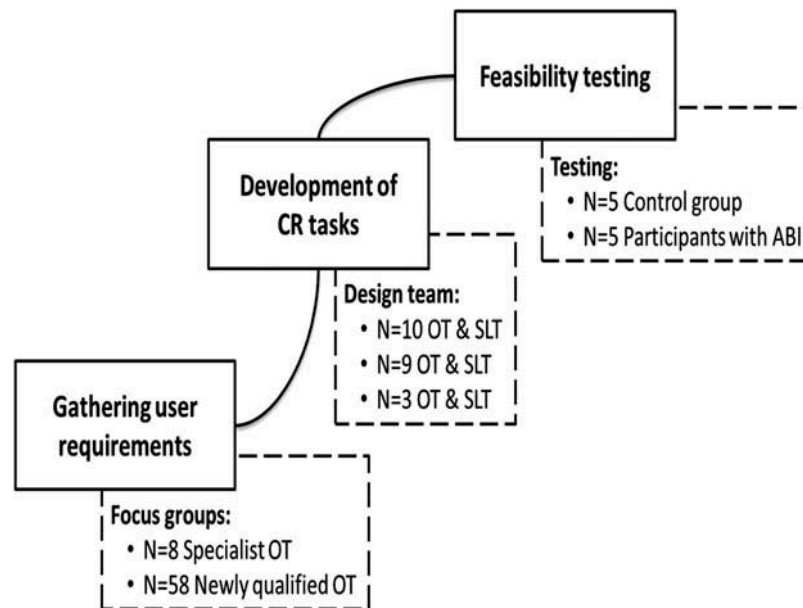 Feasibility testing
Testing:
• N=5 Control group
• N=5 Participants with ABI
Development of
CR tasks
Design team:
• N=10 OT & SLT
• N=9 OT & SLT
• N=3 OT & SLT
Gathering user
requirements
Focus groups:
• N=8 Specialist OT
• N=58 Newly qualified OT